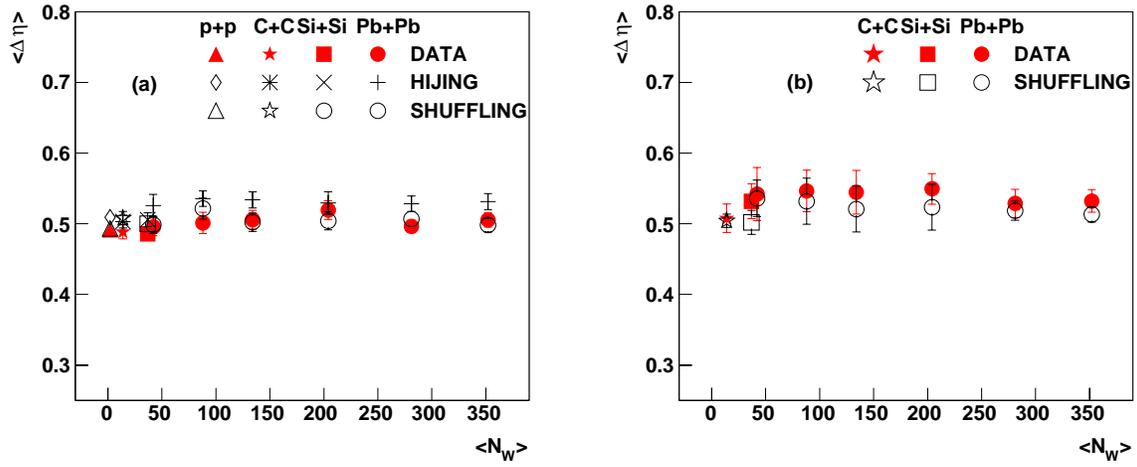 <Δη>
0.8
0.7
0.6
0.5
0.4
0.3
p+p C+C Si+Si Pb+Pb
DATA
(a) HIJING
SHUFFLING
0 50 100 150 200 250 300 350
<N_W>
<Δη>
0.8
0.7
0.6
0.5
0.4
0.3
C+C Si+Si Pb+Pb
DATA
(b) SHUFFLING
0 50 100 150 200 250 300 350
<N_W>